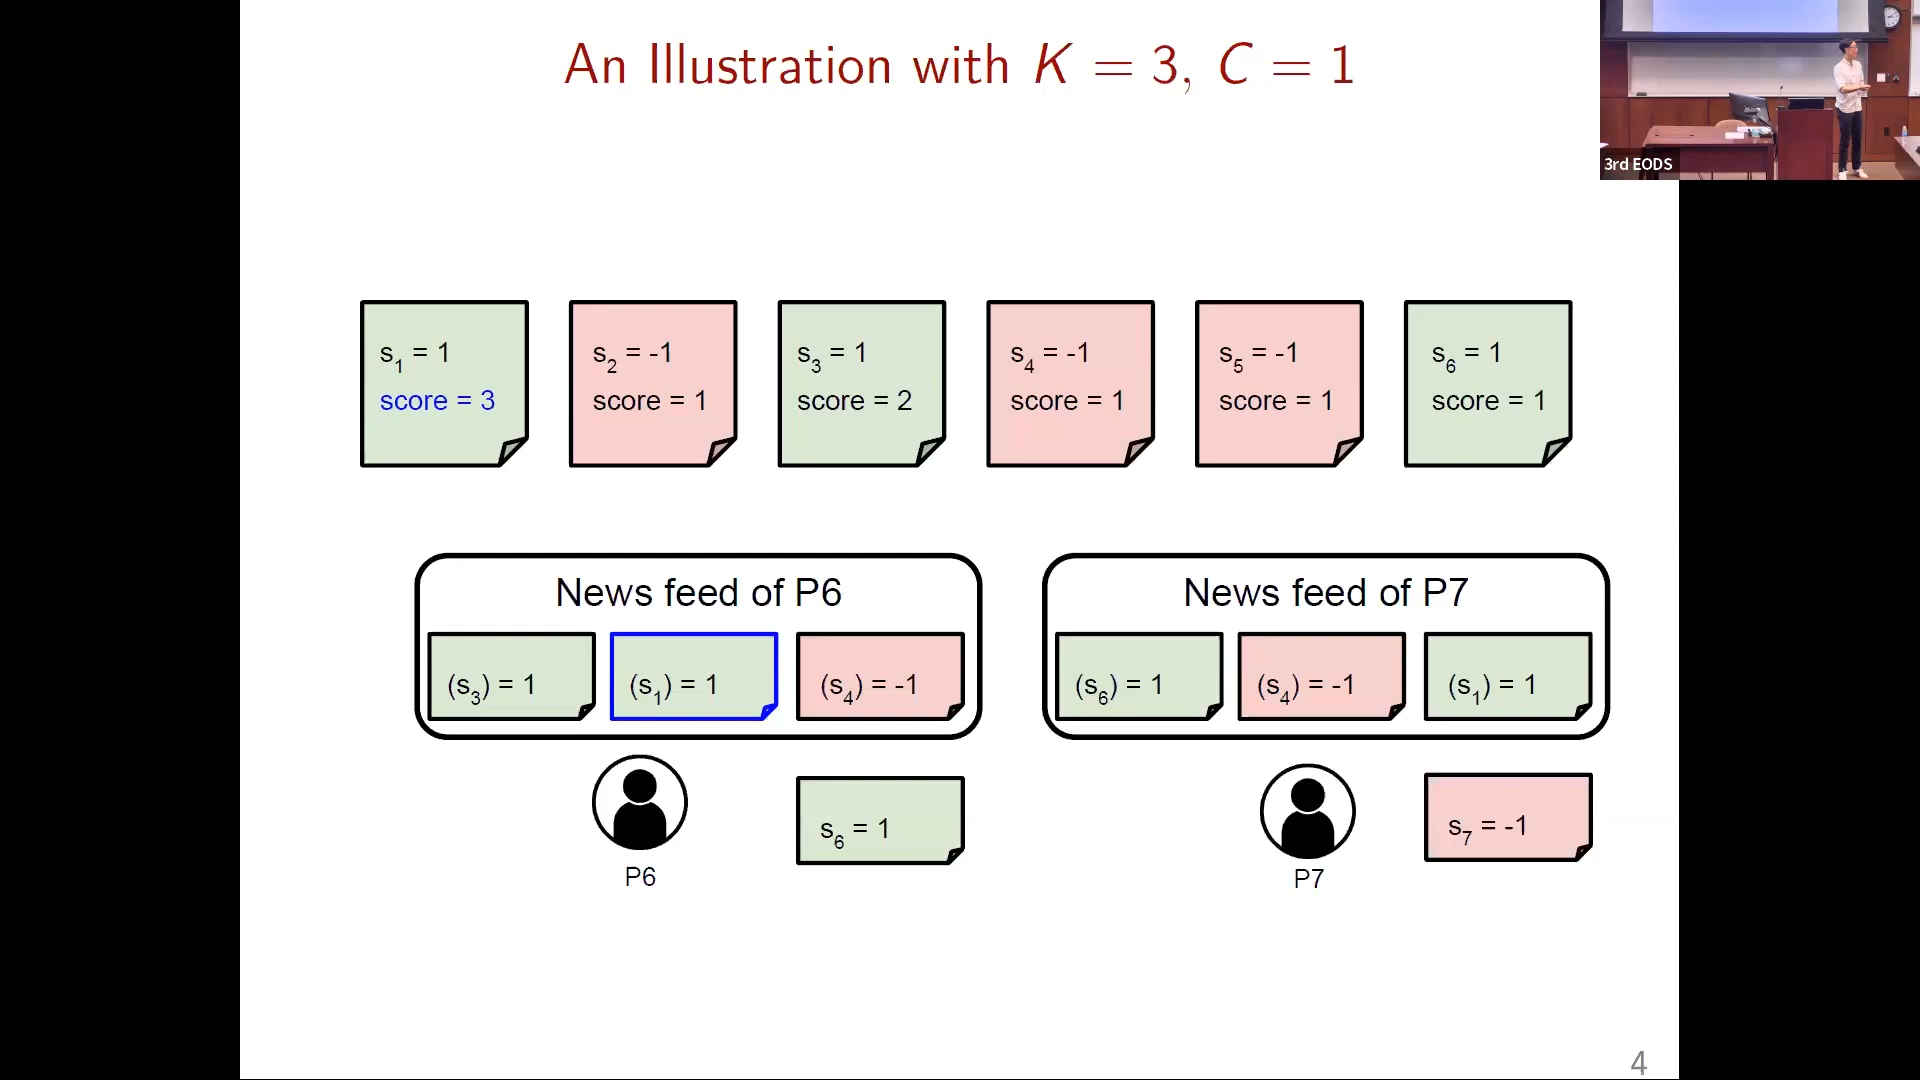 An Illustration with K = 3, C = 1
3rd EODS
s1 = 1
score = 3
s2 = -1
score = 1
s3 = 1
score = 2
s4 = -1
score = 1
s5 = -1
score = 1
s6 = 1
score = 1
News feed of P6
(s3) = 1
(s1) = 1
(s4) = -1
P6
s6 = 1
News feed of P7
(s6) = 1
(s4) = -1
(s1) = 1
P7
s7 = -1
4